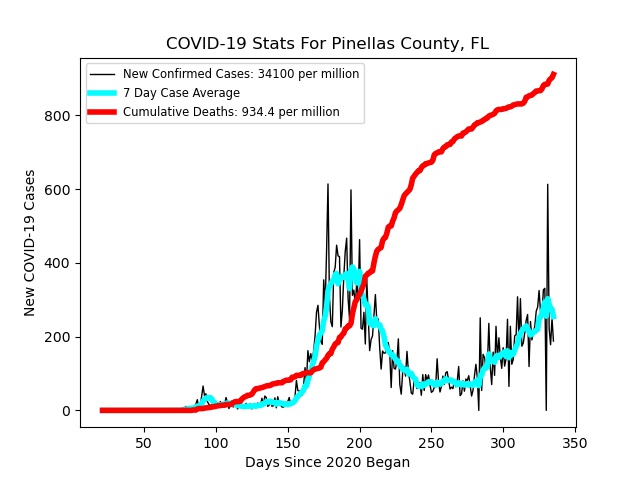 COVID-19 Stats For Pinellas County, FL
New Confirmed Cases: 34100 per million
7 Day Case Average
Cumulative Deaths: 934.4 per million
New COVID-19 Cases
800
600
400
200
0
50 100 150 200 250 300 350
Days Since 2020 Began